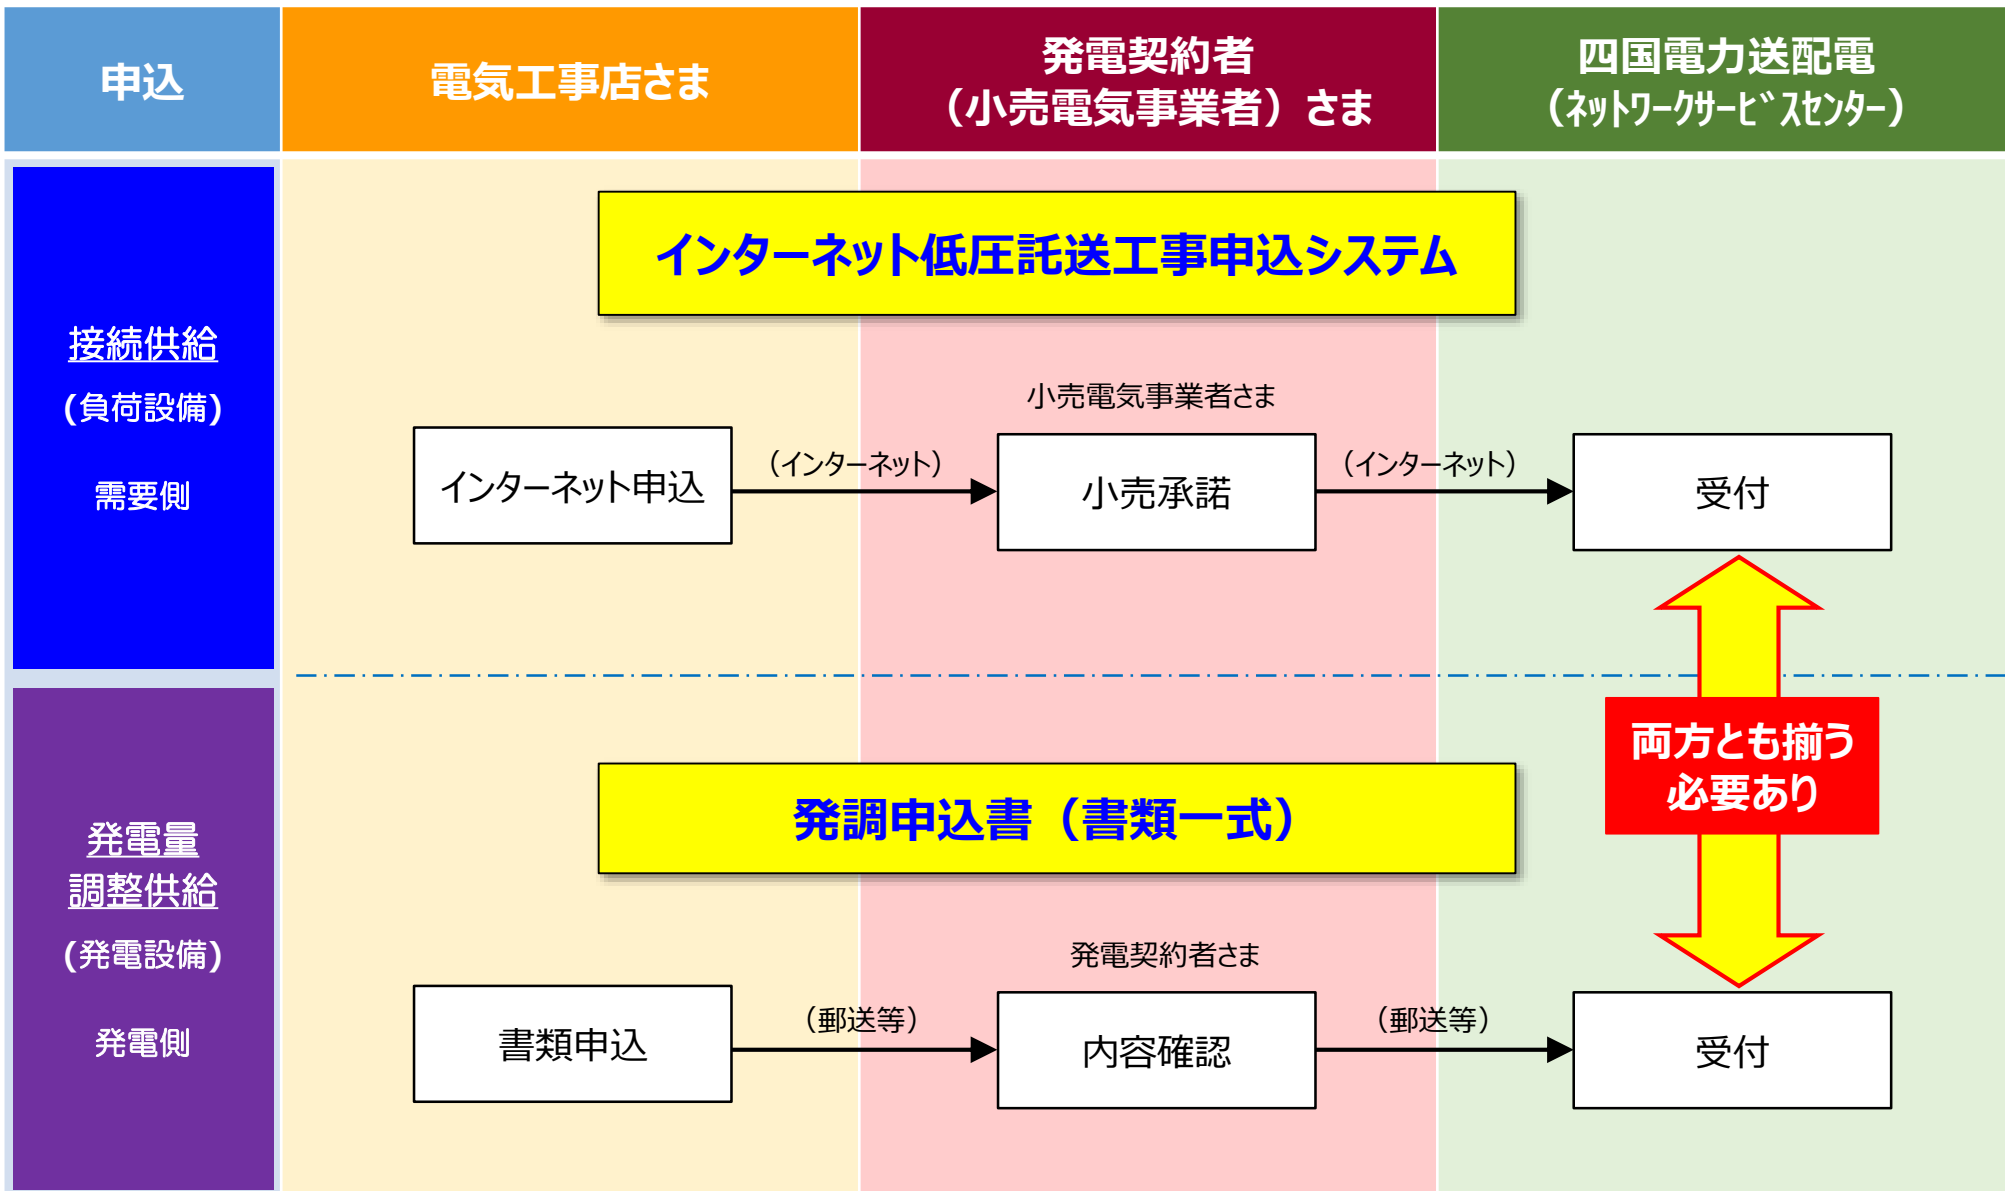 申込
電気工事店さま
発電契約者
（小売電気事業者）さま
四国電力送配電
（ﾈｯﾄﾜｰｸｻｰﾋﾞｽｾﾝﾀｰ）
接続供給
(負荷設備)
需要側
インターネット低圧託送工事申込システム
小売電気事業者さま
インターネット申込
（インターネット）
小売承諾
（インターネット）
受付
両方とも揃う
必要あり
発電量
調整供給
(発電設備)
発電側
発調申込書（書類一式）
発電契約者さま
書類申込
（郵送等）
内容確認
（郵送等）
受付